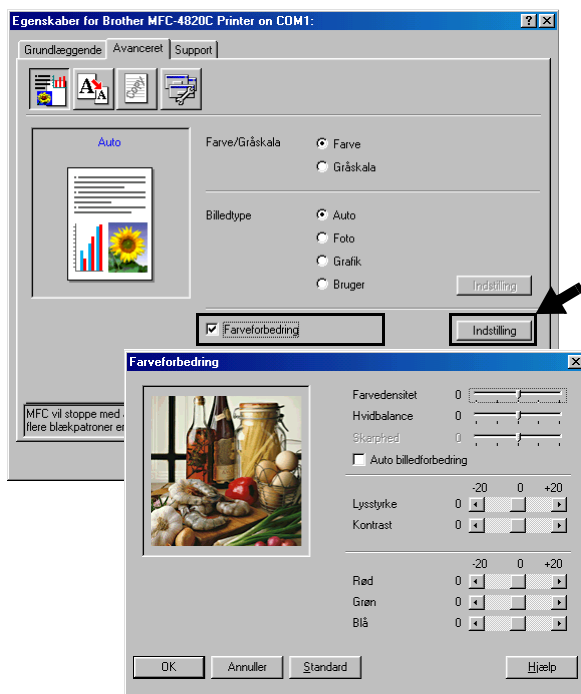 Egenskaber for Brother MFC-4820C Printer on COM1:
Grundlæggende Avanceret Support
Auto
Farve/Gråskala
Farve
Gråskala
Billedtype
Auto
Foto
Grafik
Bruger
Indstilling
Farveforbedring
Indstilling
MFC vil stoppe med
flere blækpatroner er
Farveforbedring
Farvedensitet 0
Hvidbalance 0
Skarphed 0
Auto billedforbedring
-20 0 +20
Lysstyrke 0
Kontrast 0
-20 0 +20
Rød 0
Grøn 0
Blå 0
OK Annuller Standard Hjælp